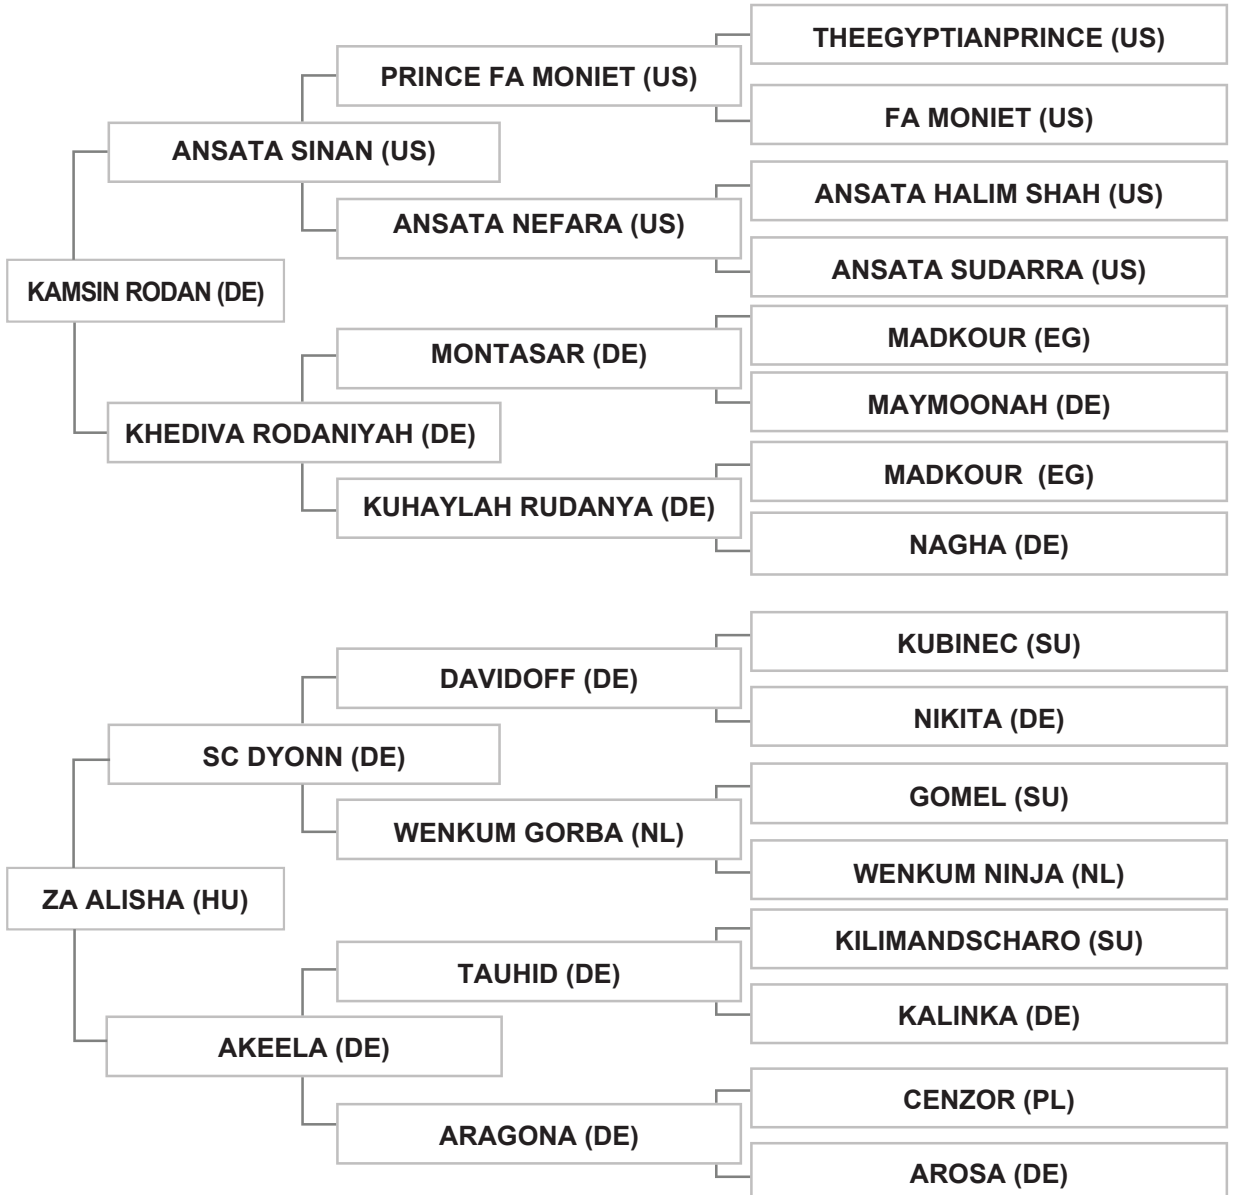 THEEGYPTIANPRINCE (US)
PRINCE FA MONIET (US)
FA MONIET (US)
ANSATA SINAN (US)
ANSATA HALIM SHAH (US)
ANSATA NEFARA (US)
ANSATA SUDARRA (US)
KAMSIN RODAN (DE)
MADKOUR (EG)
MONTASAR (DE)
MAYMOONAH (DE)
KHEDIVA RODANIYAH (DE)
MADKOUR  (EG)
KUHAYLAH RUDANYA (DE)
NAGHA (DE)
KUBINEC (SU)
DAVIDOFF (DE)
NIKITA (DE)
SC DYONN (DE)
GOMEL (SU)
WENKUM GORBA (NL)
WENKUM NINJA (NL)
ZA ALISHA (HU)
KILIMANDSCHARO (SU)
TAUHID (DE)
KALINKA (DE)
AKEELA (DE)
CENZOR (PL)
ARAGONA (DE)
AROSA (DE)